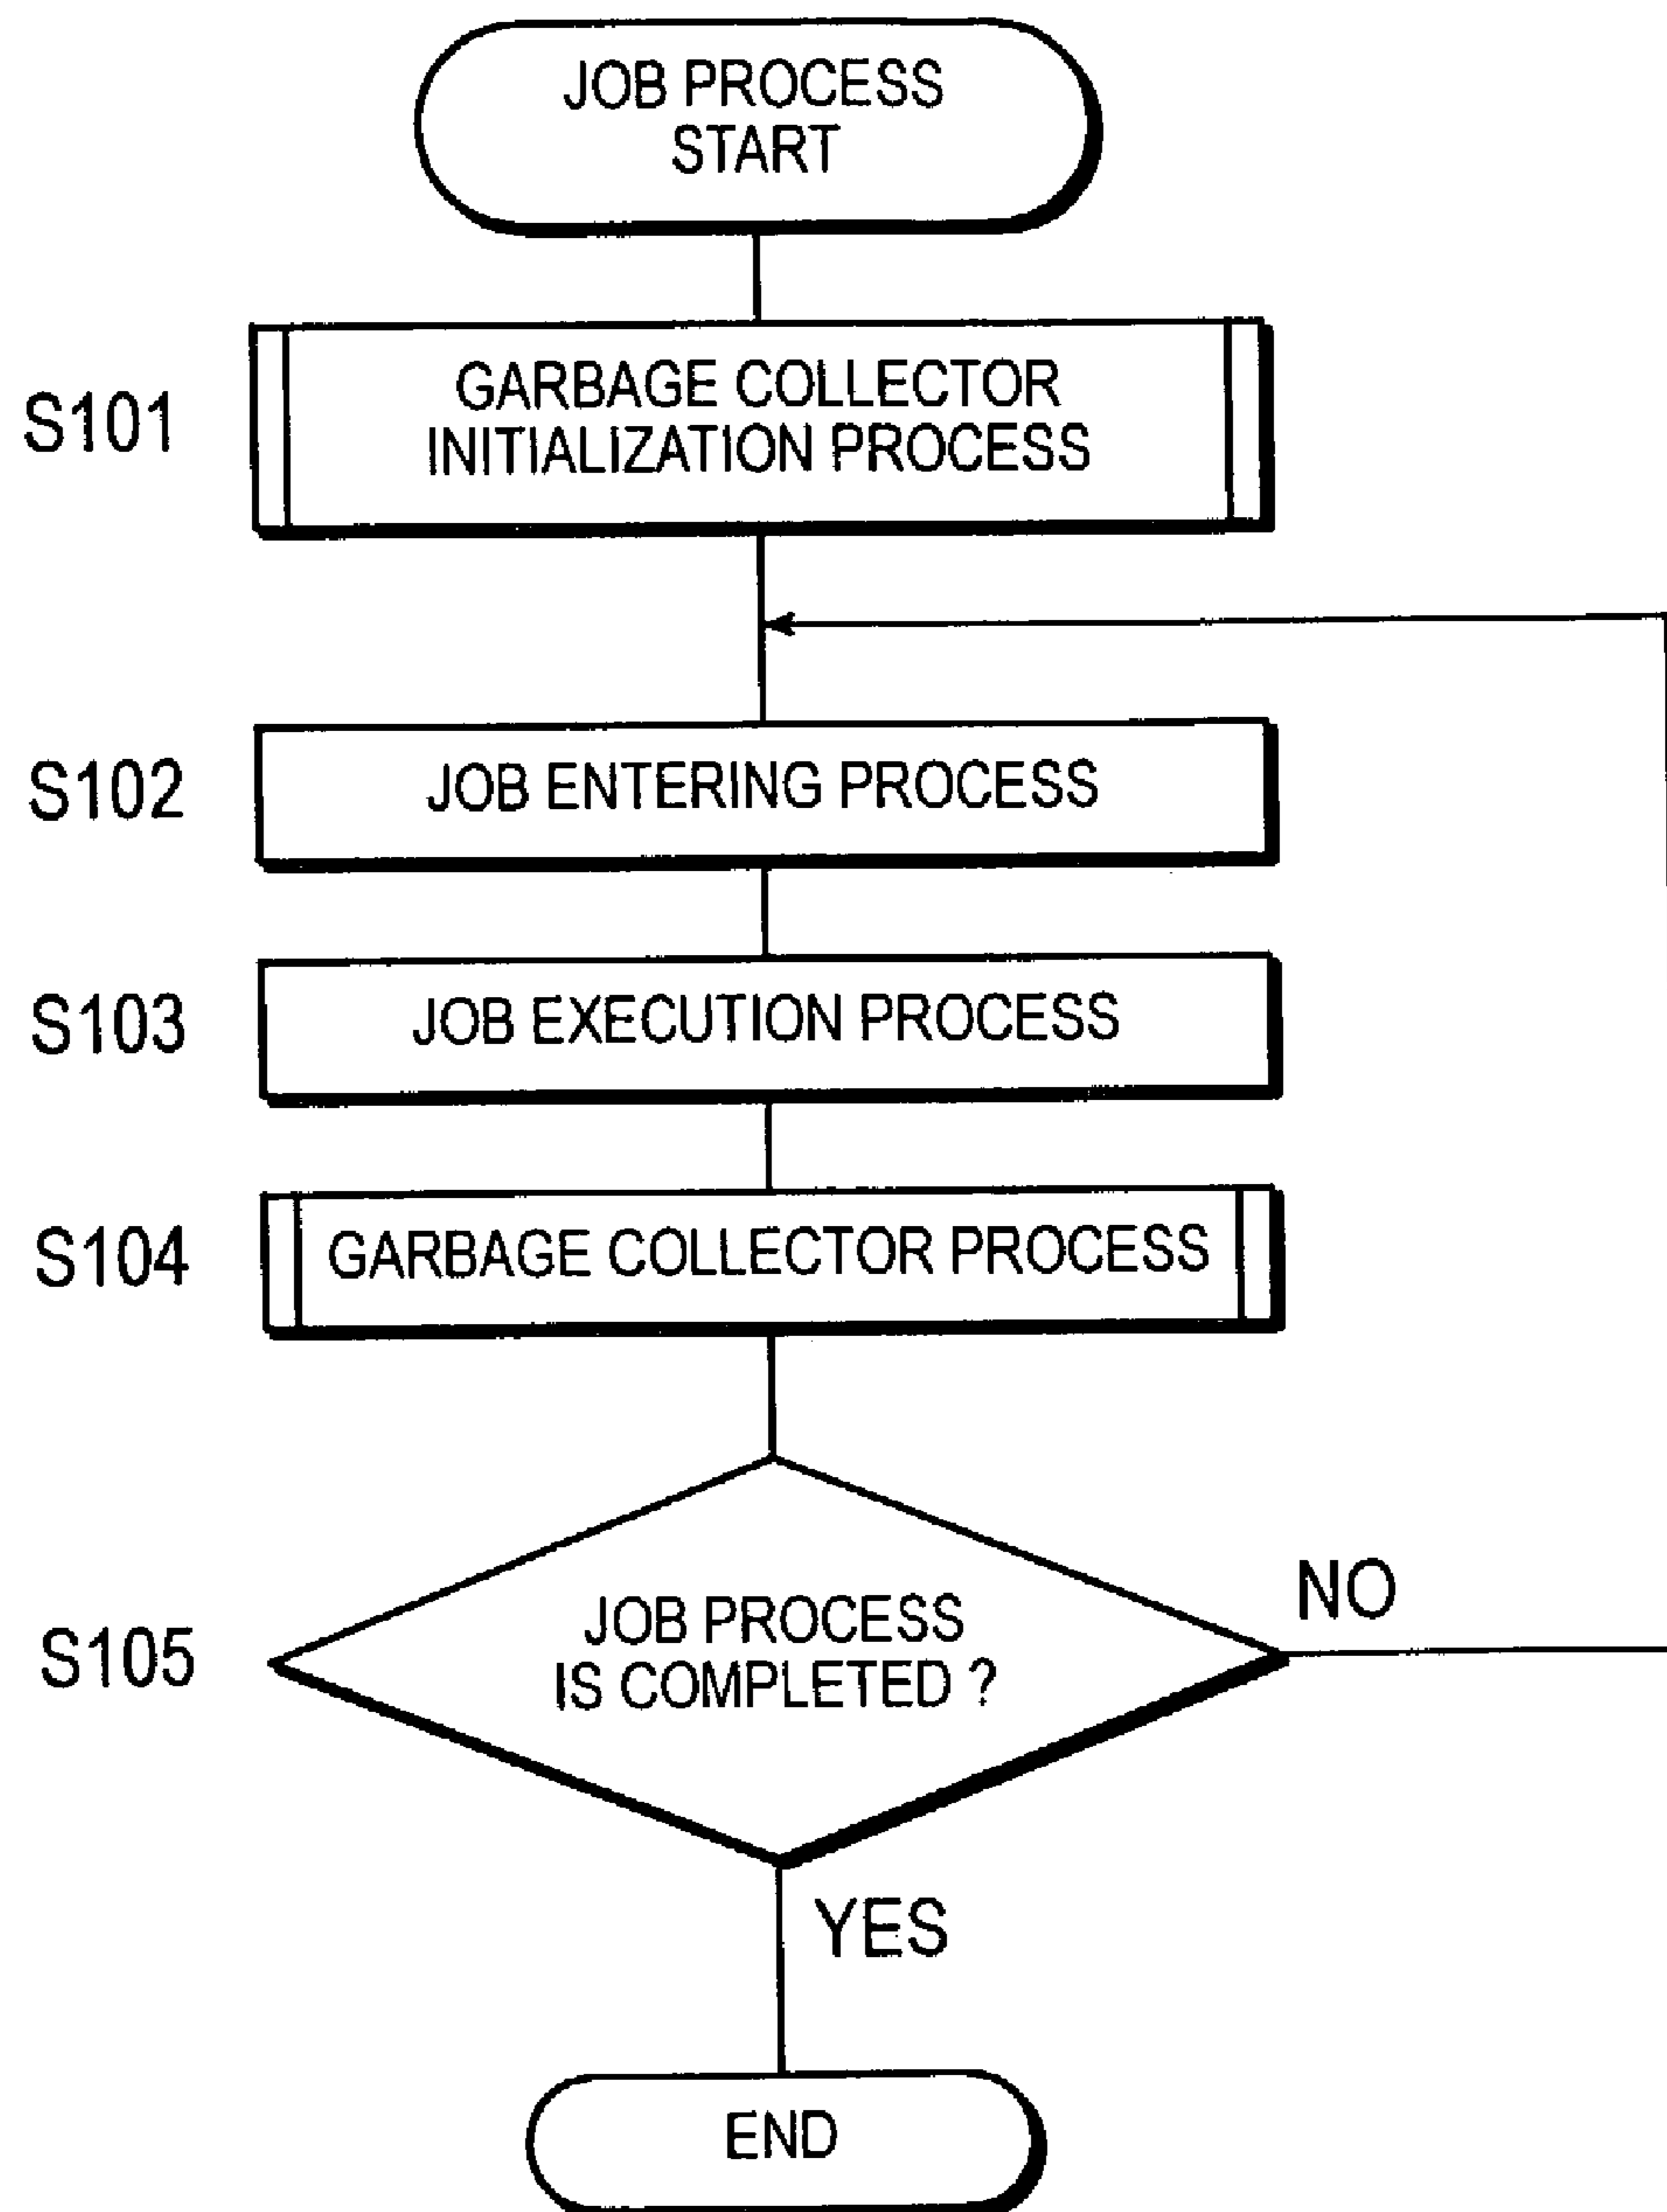 JOB PROCESS
START
S101
GARBAGE COLLECTOR
INITIALIZATION PROCESS
S102
JOB ENTERING PROCESS
S103
JOB EXECUTION PROCESS
S104
GARBAGE COLLECTOR PROCESS
S105
JOB PROCESS
IS COMPLETED ?
NO
YES
END